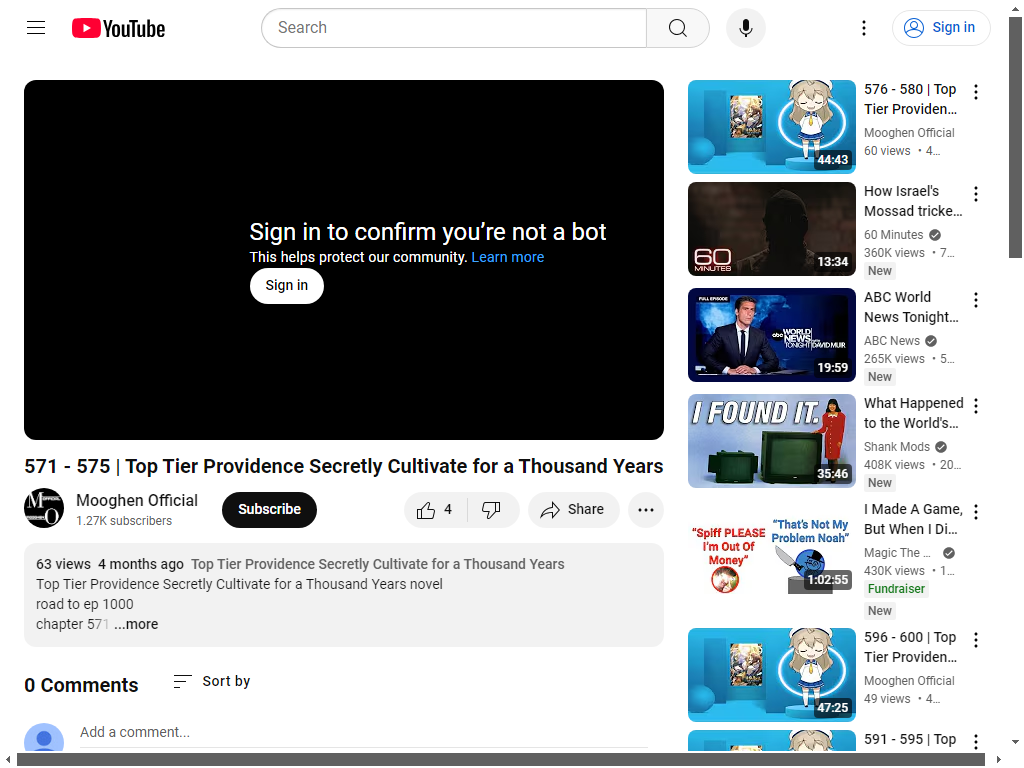 YouTube
Search
Sign in
Sign in to confirm you’re not a bot
This helps protect our community. Learn more
Sign in
571 - 575 | Top Tier Providence Secretly Cultivate for a Thousand Years
Mooghen Official
1.27K subscribers
Subscribe
4
Share
63 views 4 months ago Top Tier Providence Secretly Cultivate for a Thousand Years
Top Tier Providence Secretly Cultivate for a Thousand Years novel
road to ep 1000
chapter 571 ...more
0 Comments
Sort by
Add a comment...
44:43
576 - 580 | Top
Tier Providen...
Mooghen Official
60 views • 4...
60
MINUTES
13:34
How Israel's
Mossad tricke...
60 Minutes
360K views • 7...
New
FULL EPISODE
abc WORLD
NEWS
TONIGHT DAVID MUIR
19:59
ABC World
News Tonight...
ABC News
265K views • 5...
New
I FOUND IT.
35:46
What Happened
to the World's...
Shank Mods
408K views • 20...
New
“Spiff PLEASE
I’m Out Of
Money”
“That’s Not My
Problem Noah”
1:02:55
I Made A Game,
But When I Di...
Magic The ...
430K views • 1...
Fundraiser
New
47:25
596 - 600 | Top
Tier Providen...
Mooghen Official
49 views • 4...
591 - 595 | Top